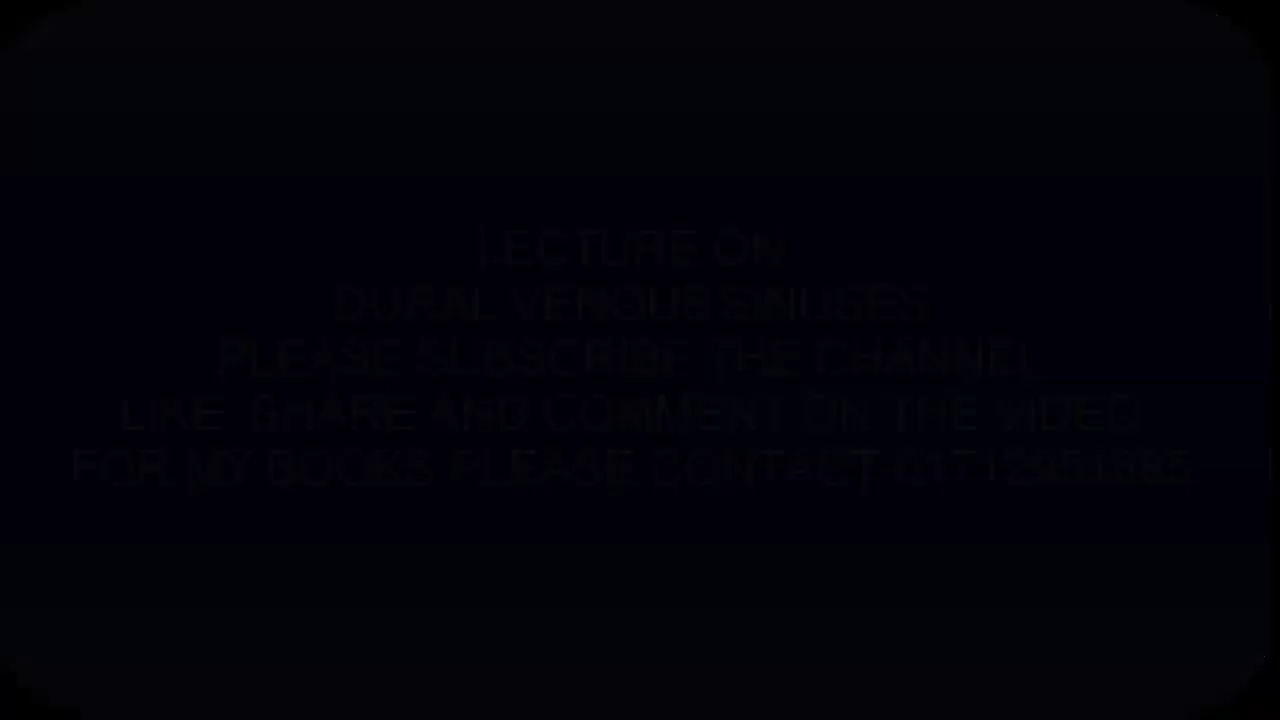 LECTURE ON
DURAL VENOUS SINUSES
PLEASE SUBSCRIBE THE CHANNEL
LIKE SHARE AND COMMENT ON THE VIDEO
FOR MY BOOKS PLEASE CONTACT